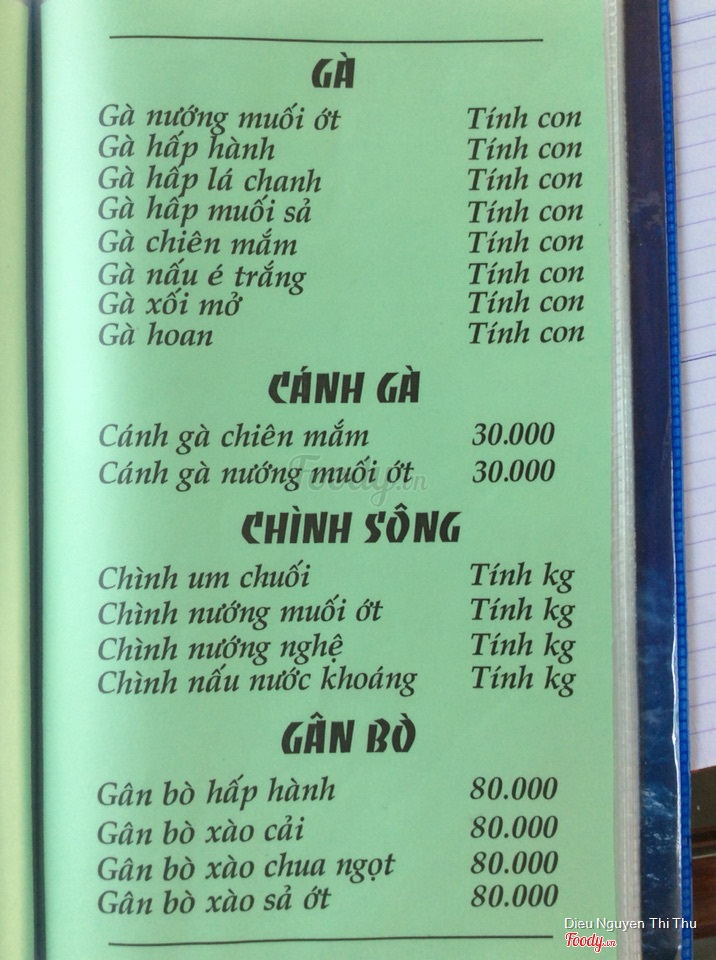 GÀ
Gà nướng muối ớt Tính con
Gà hấp hành Tính con
Gà hấp lá chanh Tính con
Gà hấp muối sả Tính con
Gà chiên mắm Tính con
Gà nấu é trắng Tính con
Gà xối mở Tính con
Gà hoan Tính con
CÁNH GÀ
Cánh gà chiên mắm 30.000
Cánh gà nướng muối ớt 30.000
Foody.vn
CHÌNH SÔNG
Chình um chuối Tính kg
Chình nướng muối ớt Tính kg
Chình nướng nghệ Tính kg
Chình nấu nước khoáng Tính kg
GÂN BÒ
Gân bò hấp hành 80.000
Gân bò xào cải 80.000
Gân bò xào chua ngọt 80.000
Gân bò xào sả ớt 80.000
Dieu Nguyen Thi Thu
Foody.vn